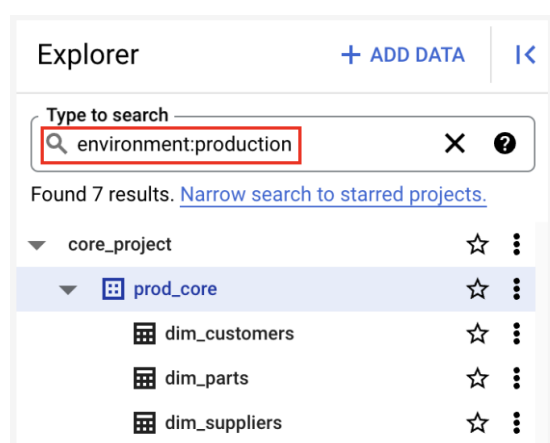 Explorer
+ ADD DATA
Type to search
environment:production
Found 7 results. Narrow search to starred projects.
core_project
prod_core
dim_customers
dim_parts
dim_suppliers